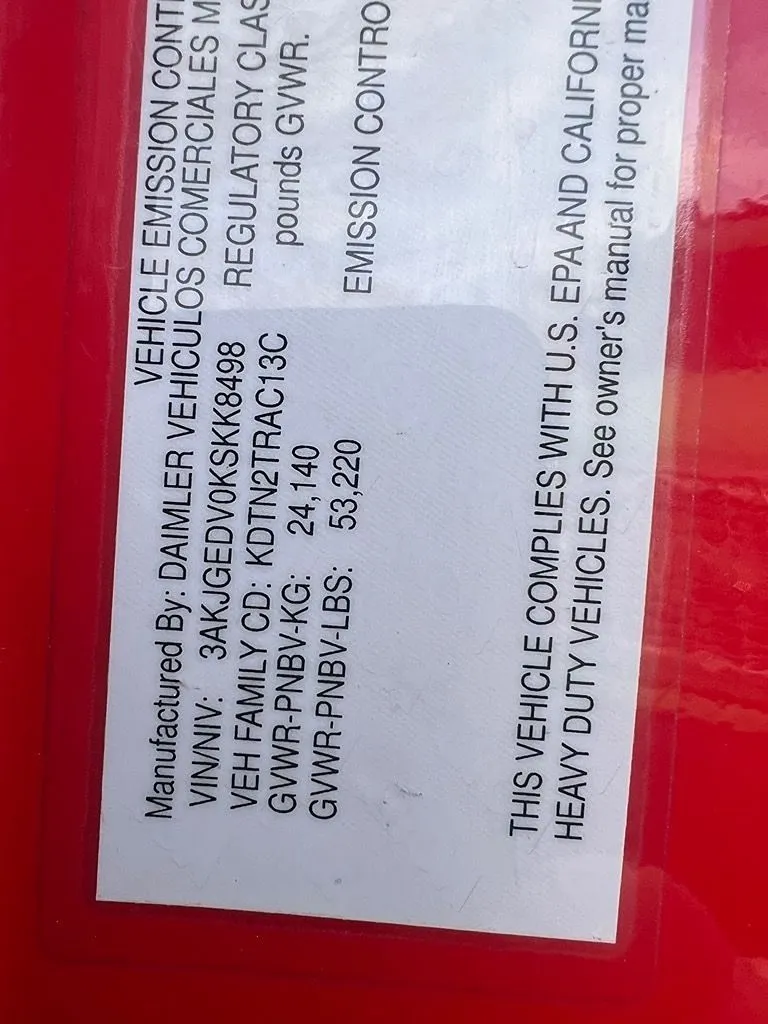 VEHICLE EMISSION CONT
Manufactured By: DAIMLER VEHICULOS COMERCIALES M
VIN/NIV: 3AKJGEDV0KSKK8498
REGULATORY CLAS
VEH FAMILY CD: KDTN2TRAC13C
pounds GVWR.
GVWR-PNBV-KG: 24,140
GVWR-PNBV-LBS: 53,220
EMISSION CONTRO
THIS VEHICLE COMPLIES WITH U.S. EPA AND CALIFORNI
HEAVY DUTY VEHICLES. See owner's manual for proper ma